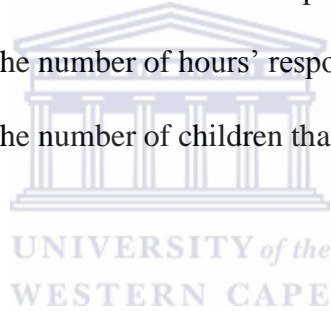 he number of hours' respo
he number of children tha
UNIVERSITY of the
WESTERN CAPE